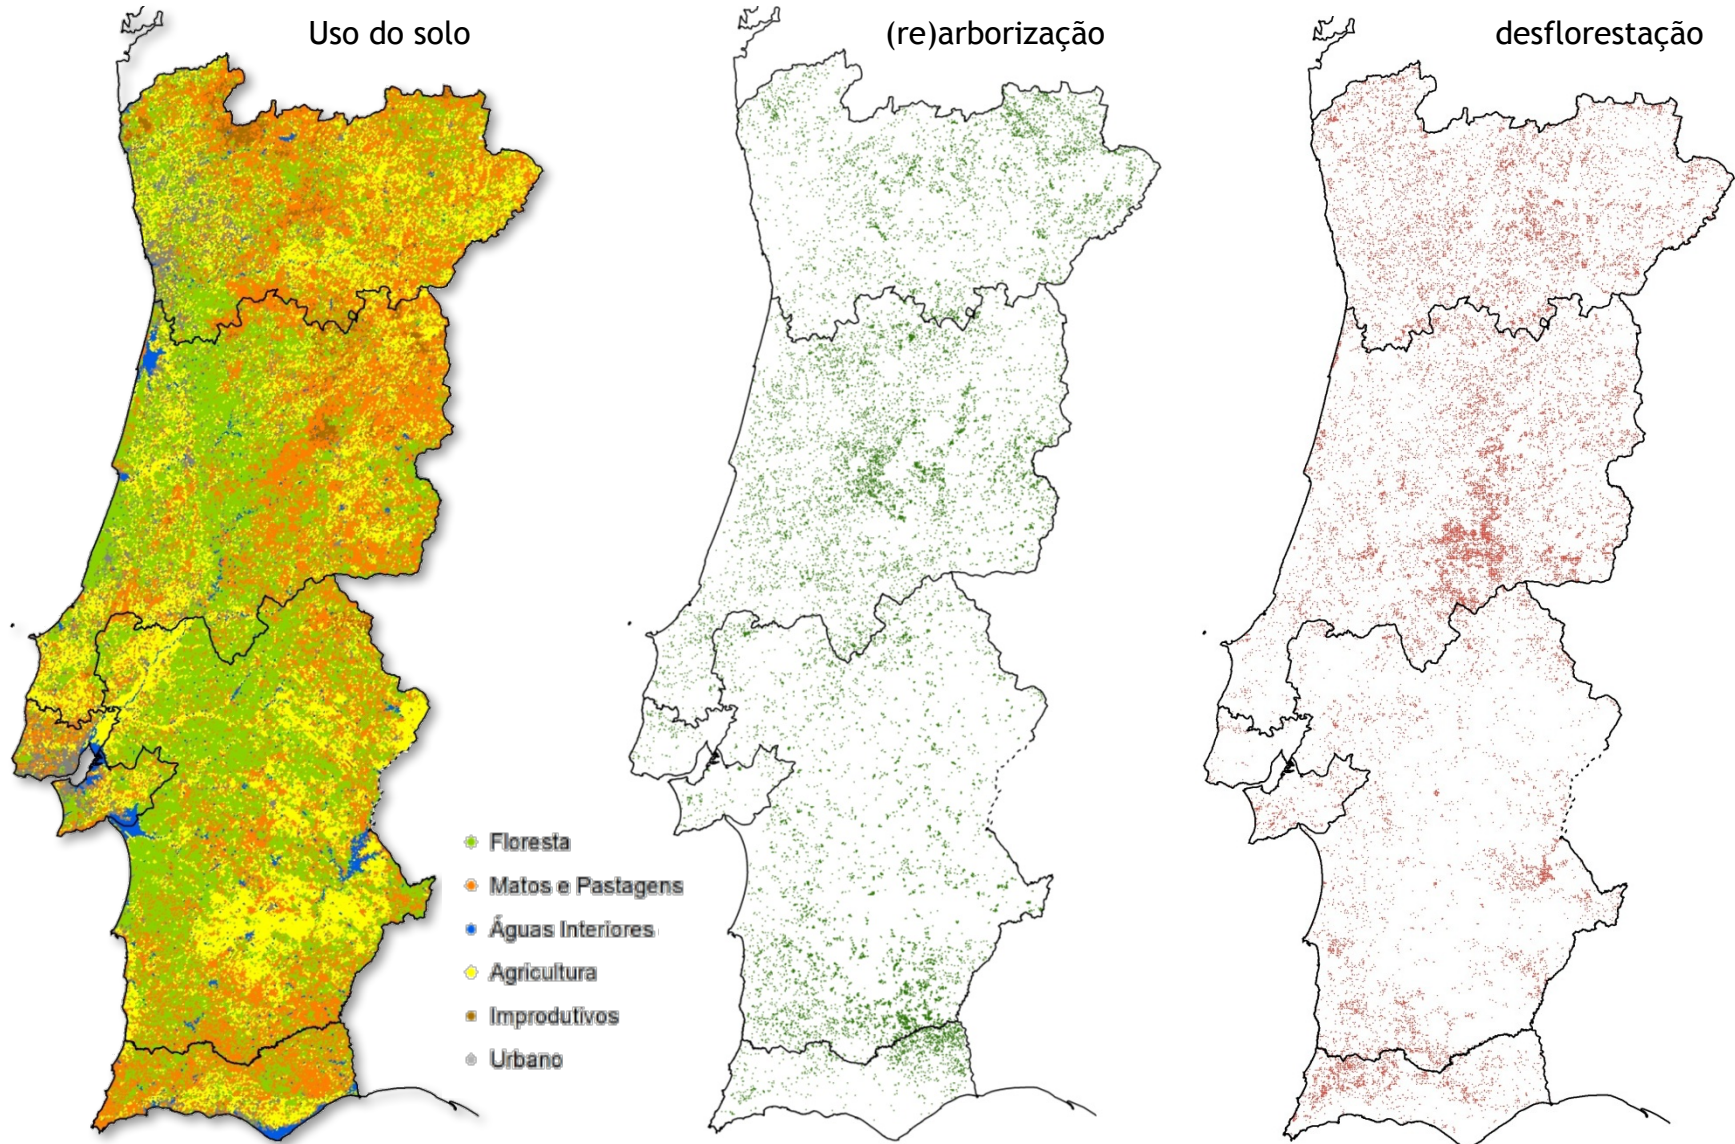 Uso do solo
(re)arborização
desflorestação
Floresta
Matos e Pastagens
Águas Interiores
Agricultura
Improdutivos
Urbano